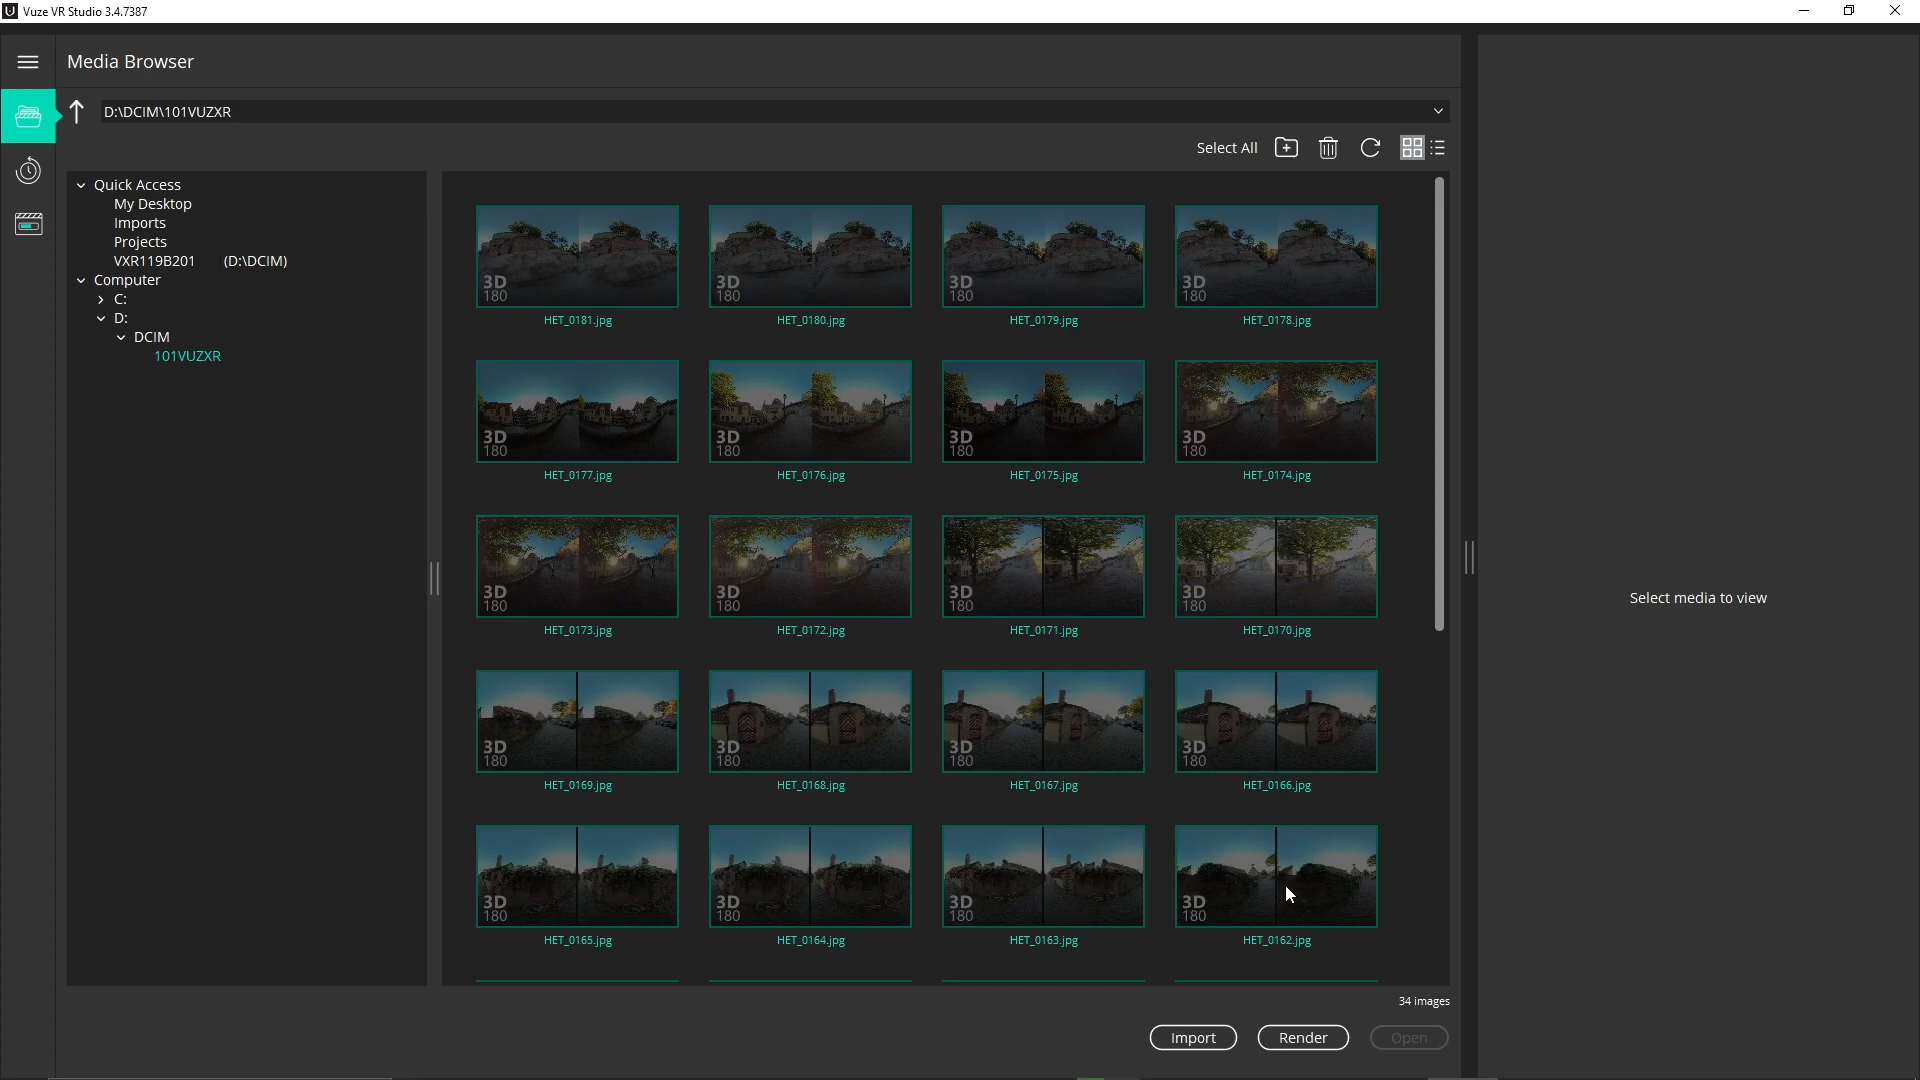 Vuze VR Studio 3.4.7387
Media Browser
D:\DCIM\101VUZXR
Select All
Quick Access
My Desktop
Imports
Projects
VXR119B201 (D:\DCIM)
Computer
C:
D:
DCIM
101VUZXR
3D 180 3D 180 3D 180 3D 180
HET_0181.jpg HET_0180.jpg HET_0179.jpg HET_0178.jpg
3D 180 3D 180 3D 180 3D 180
HET_0177.jpg HET_0176.jpg HET_0175.jpg HET_0174.jpg
3D 180 3D 180 3D 180 3D 180
HET_0173.jpg HET_0172.jpg HET_0171.jpg HET_0170.jpg
3D 180 3D 180 3D 180 3D 180
HET_0169.jpg HET_0168.jpg HET_0167.jpg HET_0166.jpg
3D 180 3D 180 3D 180 3D 180
HET_0165.jpg HET_0164.jpg HET_0163.jpg HET_0162.jpg
34 images
Import Render Open
Select media to view